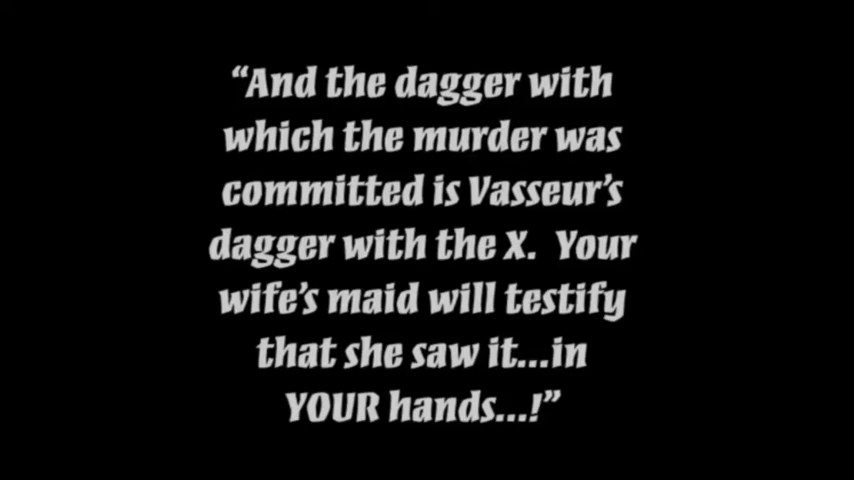 “And the dagger with
which the murder was
committed is Vasseur’s
dagger with the X.  Your
wife’s maid will testify
that she saw it...in
YOUR hands...!”